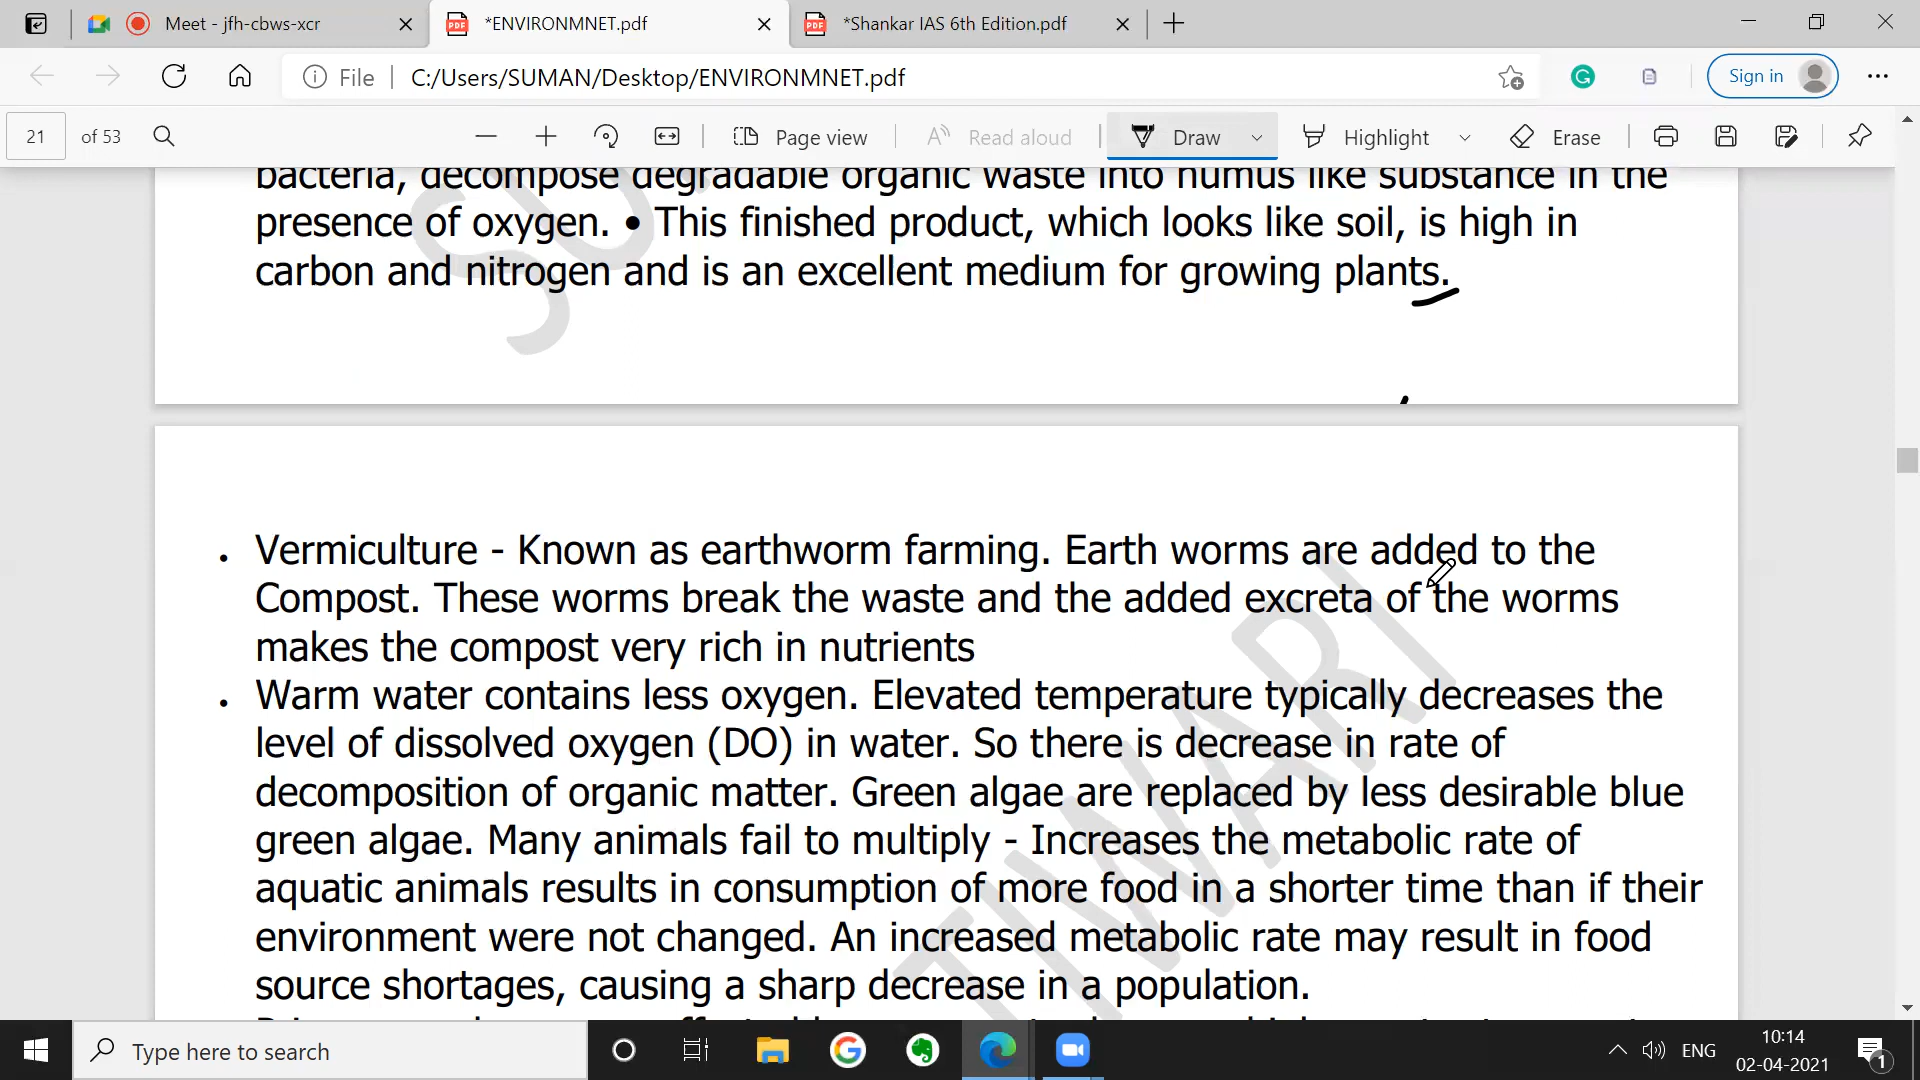 Meet - jfh-cbws-xcr
*ENVIRONMNET.pdf
*Shankar IAS 6th Edition.pdf
File
C:/Users/SUMAN/Desktop/ENVIRONMNET.pdf
Sign in
21 of 53
Page view
Read aloud
Draw
Highlight
Erase
bacteria, decompose degradable organic waste into humus like substance in the
presence of oxygen. • This finished product, which looks like soil, is high in
carbon and nitrogen and is an excellent medium for growing plants.
• Vermiculture - Known as earthworm farming. Earth worms are added to the
Compost. These worms break the waste and the added excreta of the worms
makes the compost very rich in nutrients
• Warm water contains less oxygen. Elevated temperature typically decreases the
level of dissolved oxygen (DO) in water. So there is decrease in rate of
decomposition of organic matter. Green algae are replaced by less desirable blue
green algae. Many animals fail to multiply - Increases the metabolic rate of
aquatic animals results in consumption of more food in a shorter time than if their
environment were not changed. An increased metabolic rate may result in food
source shortages, causing a sharp decrease in a population.
TIWARI
Type here to search
ENG
10:14
02-04-2021
1